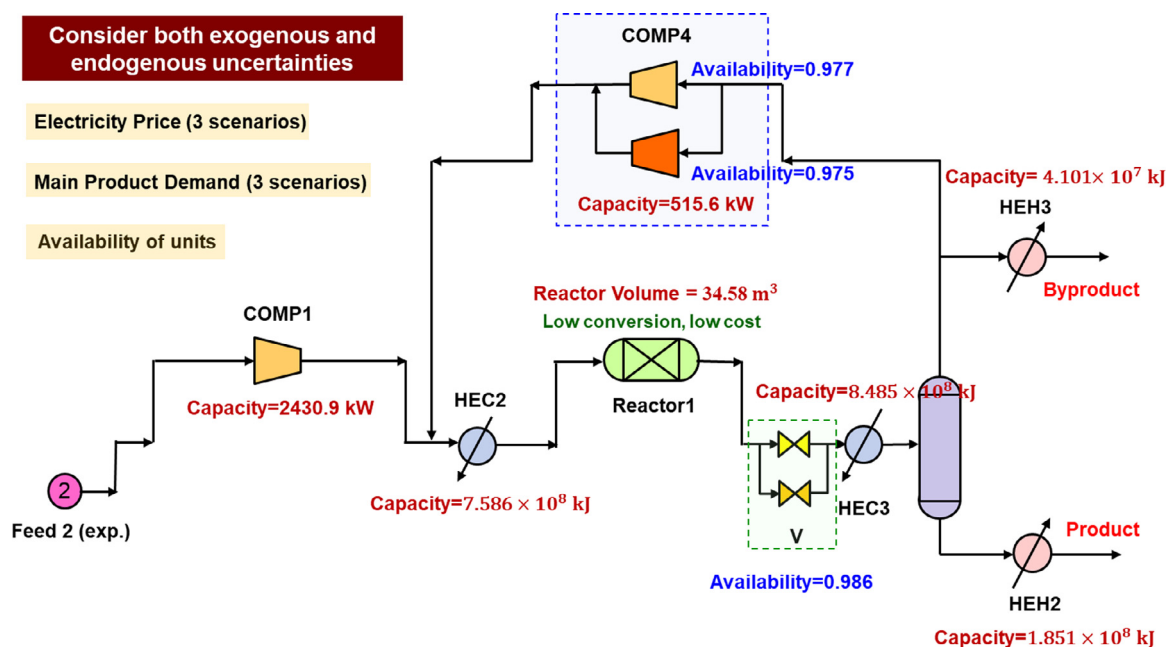 Consider both exogenous and
endogenous uncertainties
Electricity Price (3 scenarios)
Main Product Demand (3 scenarios)
Availability of units
COMP4
Availability=0.977
Availability=0.975
Capacity=515.6 kW
Capacity= 4.101× 10⁷ kJ
HEH3
Byproduct
COMP1
Capacity=2430.9 kW
HEC2
Capacity=7.586 × 10⁸ kJ
Reactor Volume = 34.58 m³
Low conversion, low cost
Reactor1
Capacity=8.485 × 10⁸ kJ
HEC3
V
Availability=0.986
2
Feed 2 (exp.)
Product
HEH2
Capacity=1.851 × 10⁸ kJ